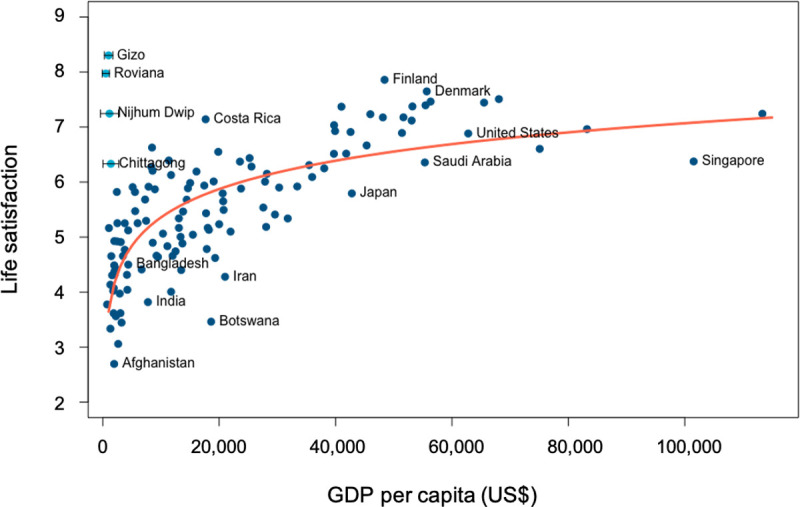 9
8
7
6
5
4
3
2
Life satisfaction
Gizo
Roviana
Nijhum Dwip
Chittagong
Costa Rica
Finland
Denmark
United States
Saudi Arabia
Singapore
Japan
Bangladesh
Iran
India
Botswana
Afghanistan
0 20,000 40,000 60,000 80,000 100,000
GDP per capita (US$)